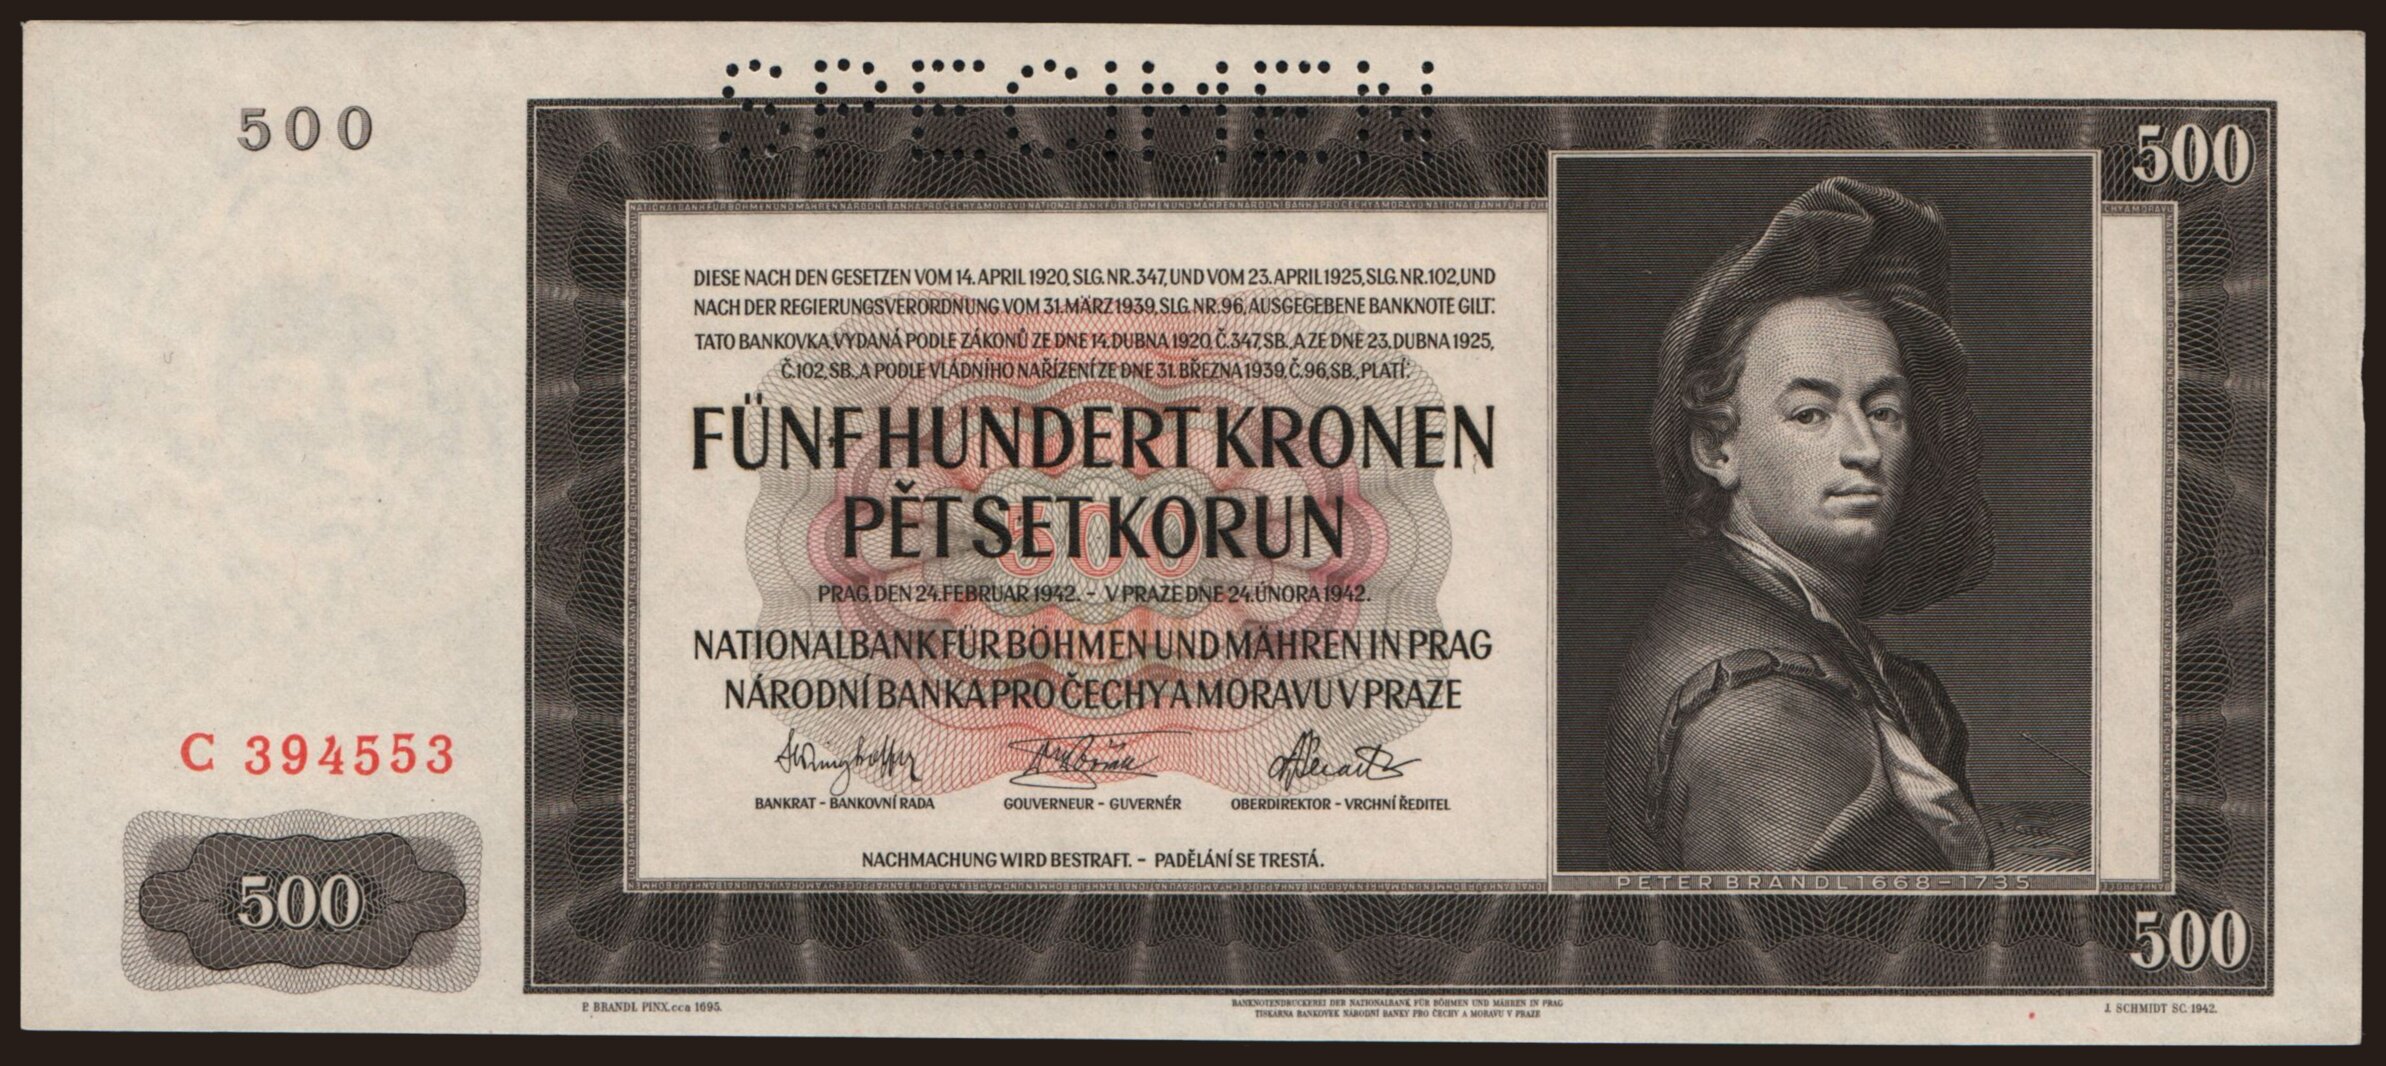 SPECIMEN
500
500
DIESE NACH DEN GESETZEN VOM 14. APRIL 1920, SLG. NR. 347, UND VOM 23. APRIL 1925, SLG. NR. 102, UND
NACH DER REGIERUNGSVERORDNUNG VOM 31. MÄRZ 1939, SLG. NR. 96, AUSGEGEBENE BANKNOTE GILT:
TATO BANKOVKA, VYDANÁ PODLE ZÁKONŮ ZE DNE 14. DUBNA 1920, Č. 347, SB., A ZE DNE 23. DUBNA 1925,
Č. 102, SB., A PODLE VLÁDNÍHO NAŘÍZENÍ ZE DNE 31. BŘEZNA 1939, Č. 96, SB., PLATÍ:
FÜNFHUNDERT KRONEN
PĚTSET KORUN
500
PRAG, DEN 24. FEBRUAR 1942. - V PRAZE DNE 24. ÚNORA 1942.
NATIONALBANK FÜR BÖHMEN UND MÄHREN IN PRAG
NÁRODNÍ BANKA PRO ČECHY A MORAVU V PRAZE
C 394553
BANKRAT - BANKOVNÍ RADA
GOUVERNEUR - GUVERNÉR
OBERDIREKTOR - VRCHNÍ ŘEDITEL
NACHMACHUNG WIRD BESTRAFT. - PADĚLÁNÍ SE TRESTÁ.
PETER BRANDL 1668-1735
500
500
P. BRANDL PINX. cca 1695.
BANKNOTENDRUCKEREI DER NATIONALBANK FÜR BÖHMEN UND MÄHREN IN PRAG
TISKÁRNA BANKOVEK NÁRODNÍ BANKY PRO ČECHY A MORAVU V PRAZE
J. SCHMIDT SC. 1942.